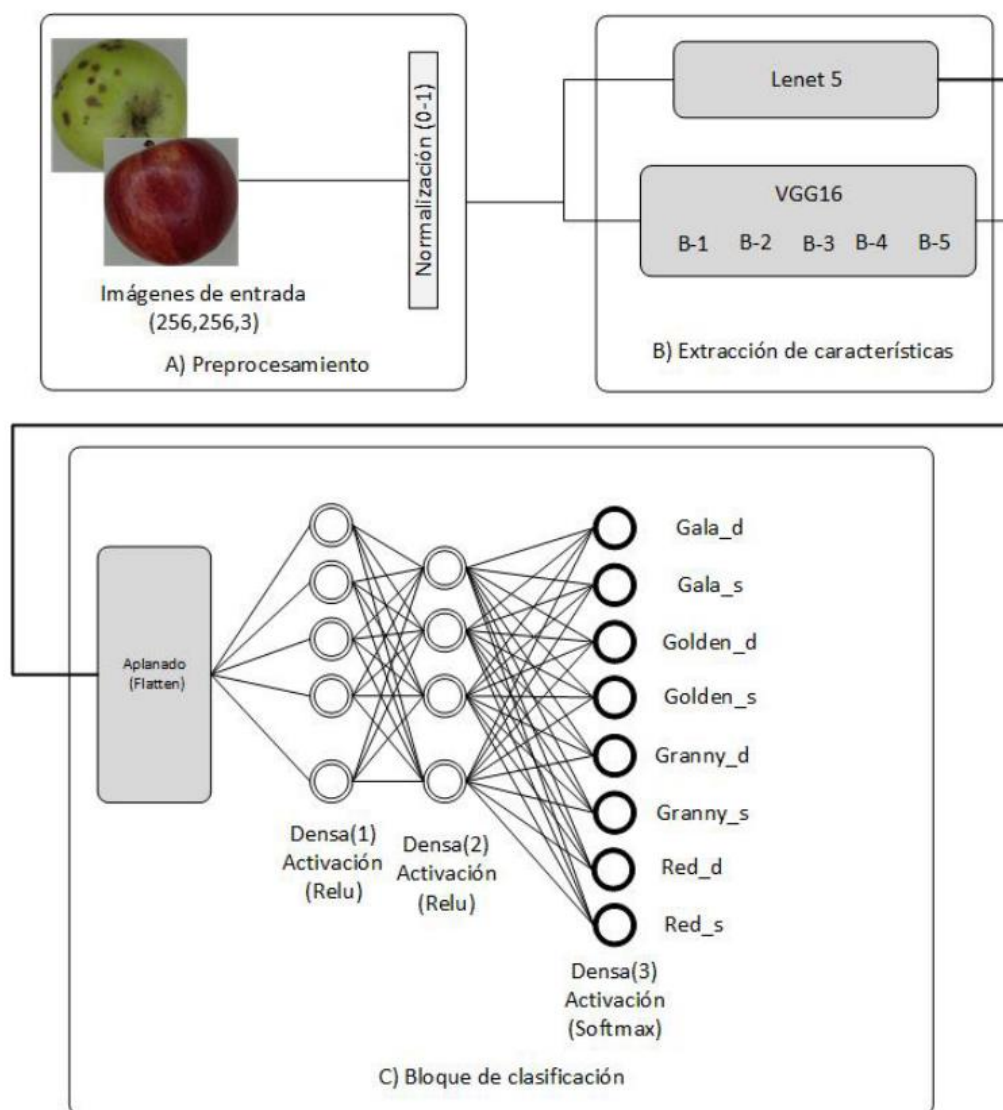 Normalización (0-1)
Imágenes de entrada
(256,256,3)
A) Preprocesamiento
Lenet 5
VGG16
B-1 B-2 B-3 B-4 B-5
B) Extracción de características
Aplanado
(Flatten)
Densa(1)
Activación
(Relu)
Densa(2)
Activación
(Relu)
Gala_d
Gala_s
Golden_d
Golden_s
Granny_d
Granny_s
Red_d
Red_s
Densa(3)
Activación
(Softmax)
C) Bloque de clasificación